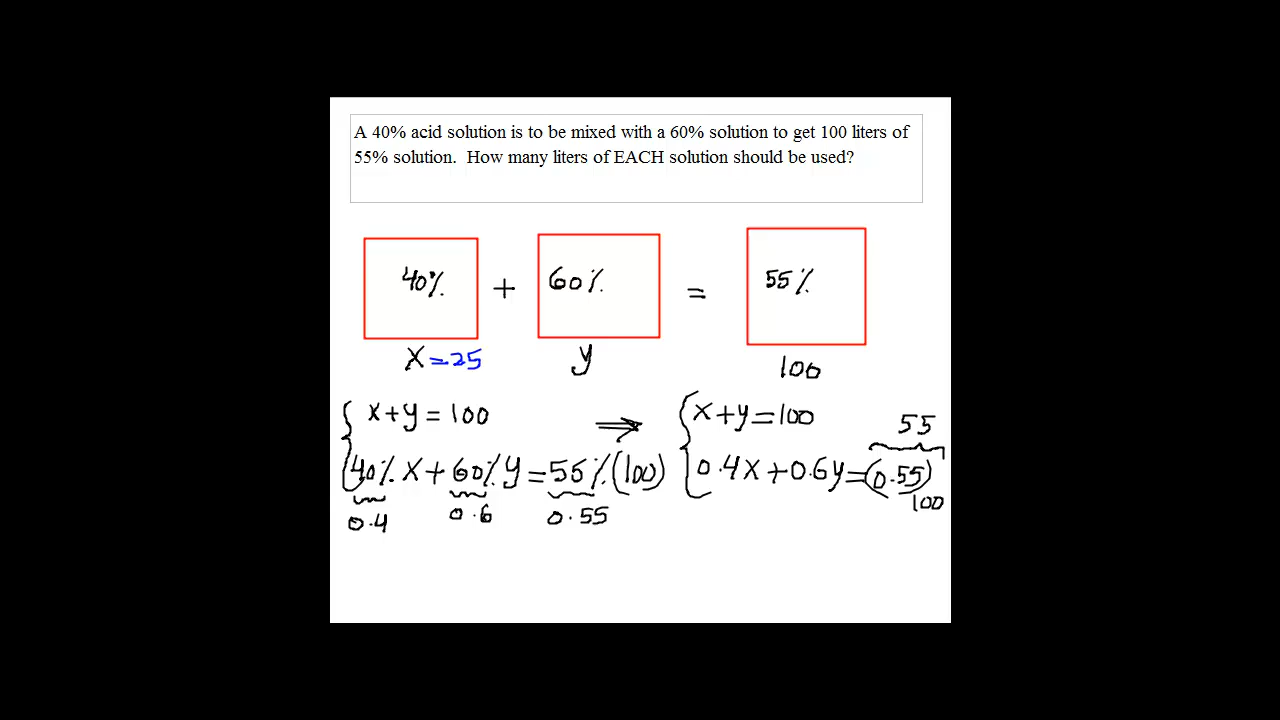 A 40% acid solution is to be mixed with a 60% solution to get 100 liters of
55% solution. How many liters of EACH solution should be used?
40% + 60% = 55%
x = 25 y 100
x+y = 100 ⇒ x+y=100 55
40% x + 60% y = 55% (100) 0.4x+0.6y=(0.55)
100
0.4 0.6 0.55